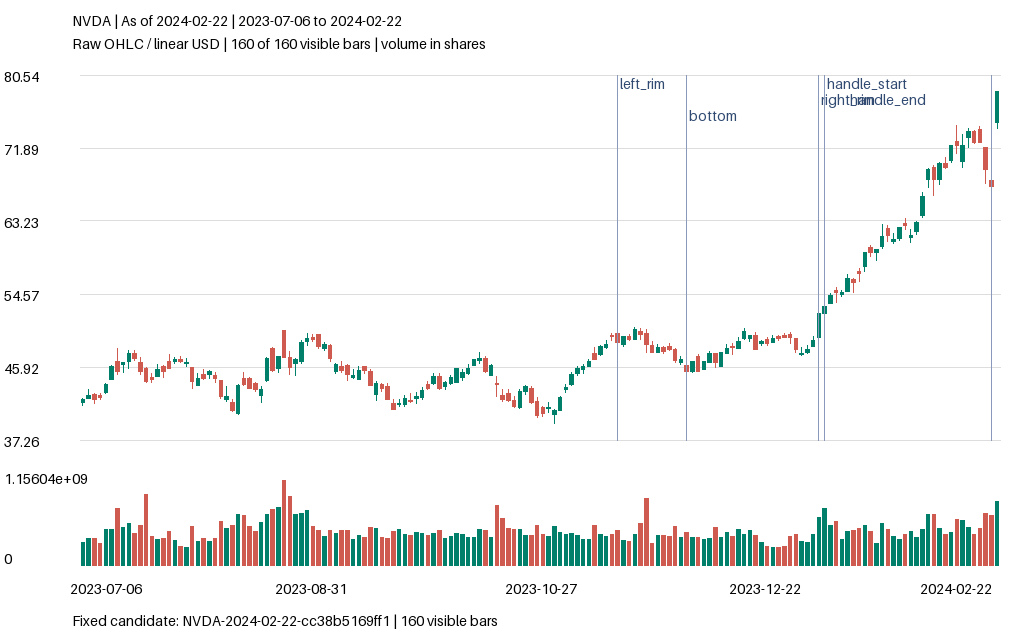 NVDA | As of 2024-02-22 | 2023-07-06 to 2024-02-22
Raw OHLC / linear USD | 160 of 160 visible bars | volume in shares
80.54
left_rim
handle_start
right_rim
handle_end
bottom
71.89
63.23
54.57
45.92
37.26
1.15604e+09
0
2023-07-06
2023-08-31
2023-10-27
2023-12-22
2024-02-22
Fixed candidate: NVDA-2024-02-22-cc38b5169ff1 | 160 visible bars